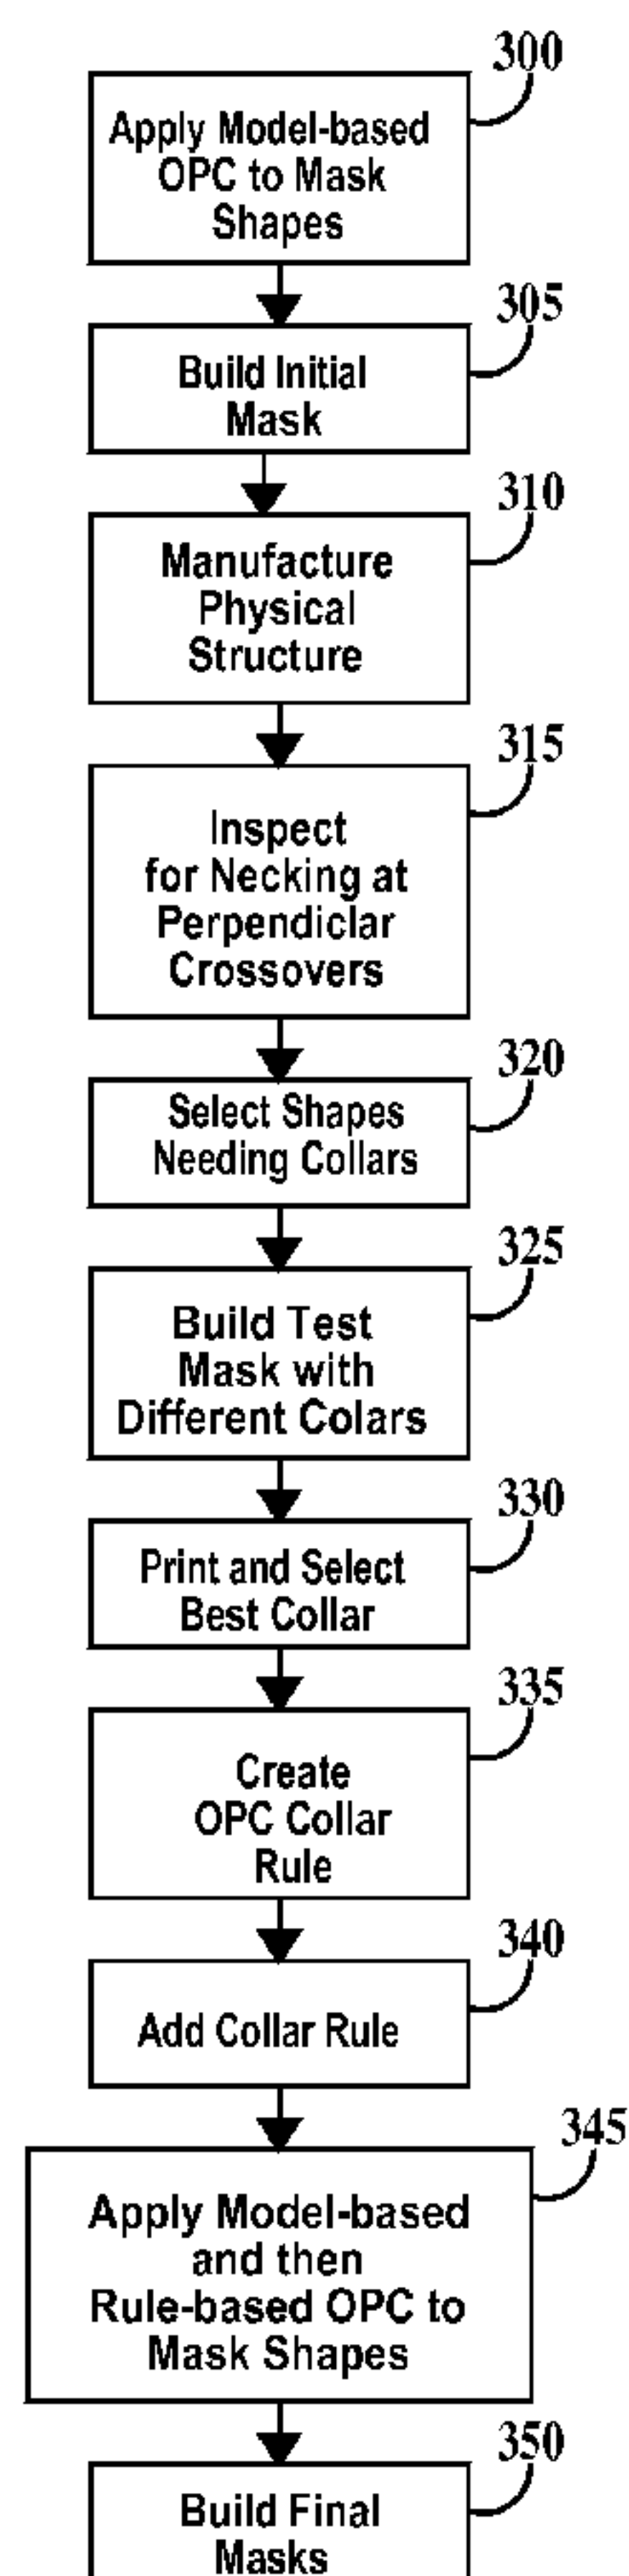 300
Apply Model-based
OPC to Mask
Shapes
305
Build Initial
Mask
310
Manufacture
Physical
Structure
315
Inspect
for Necking at
Perpendiclar
Crossovers
320
Select Shapes
Needing Collars
325
Build Test
Mask with
Different Colars
330
Print and Select
Best Collar
335
Create
OPC Collar
Rule
340
Add Collar Rule
345
Apply Model-based
and then
Rule-based OPC to
Mask Shapes
350
Build Final
Masks